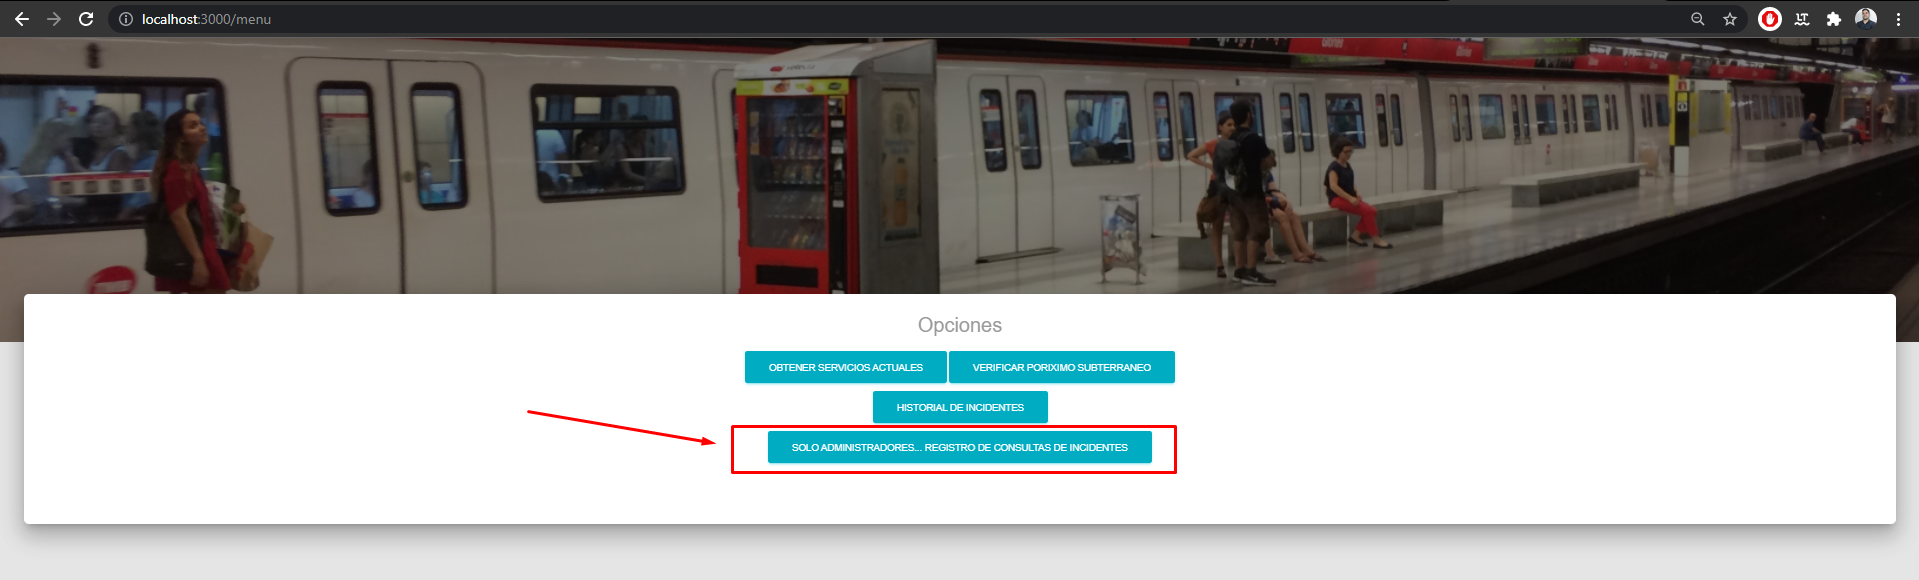 localhost:3000/menu
Opciones
OBTENER SERVICIOS ACTUALES
VERIFICAR PORIXIMO SUBTERRANEO
HISTORIAL DE INCIDENTES
SOLO ADMINISTRADORES... REGISTRO DE CONSULTAS DE INCIDENTES